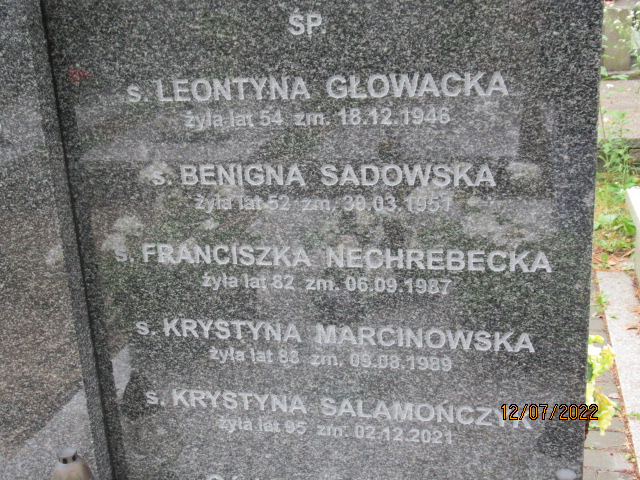 ŚP.
s. LEONTYNA GŁOWACKA
żyła lat 54 zm. 18.12.1946
s. BENIGNA SADOWSKA
żyła lat 52 zm. 30.03.1957
s. FRANCISZKA NECHREBECKA
żyła lat 82 zm. 06.09.1987
s. KRYSTYNA MARCINOWSKA
żyła lat 88 zm. 09.08.1989
s. KRYSTYNA
żyła lat zm. 02.12.2021
12/07/2022